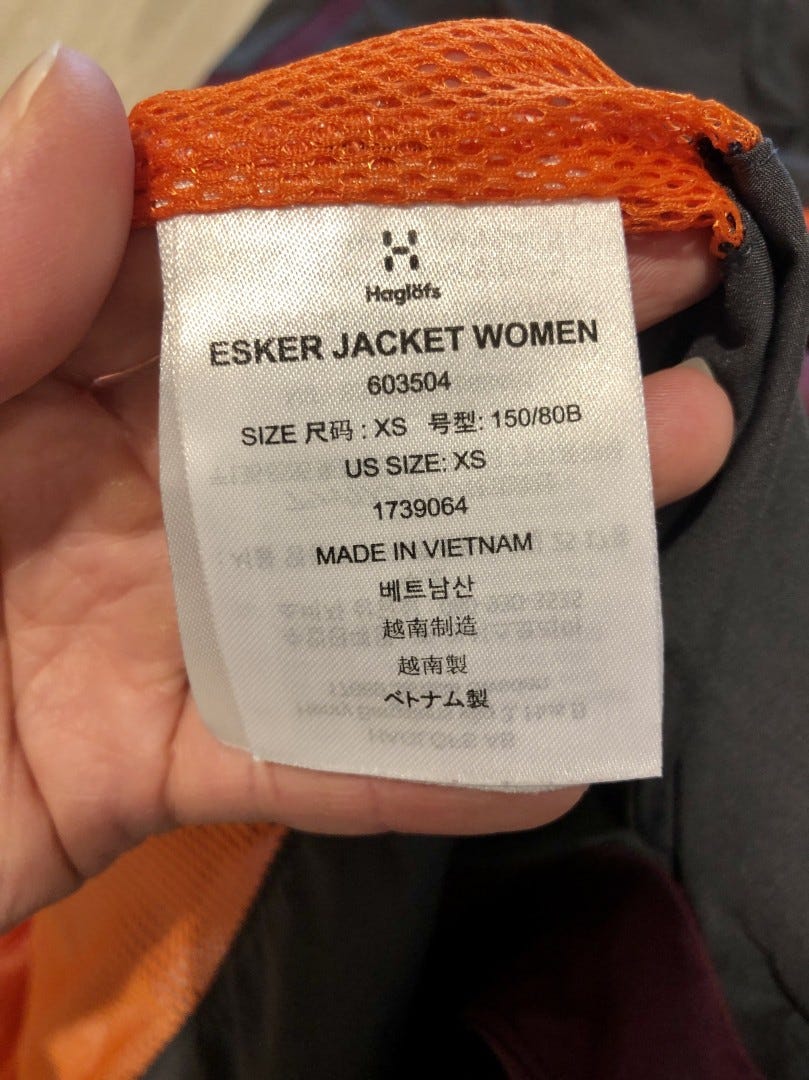 Haglöfs
ESKER JACKET WOMEN
603504
SIZE 尺码 : XS 号型: 150/80B
US SIZE: XS
1739064
MADE IN VIETNAM
베트남산
越南制造
越南製
ベトナム製